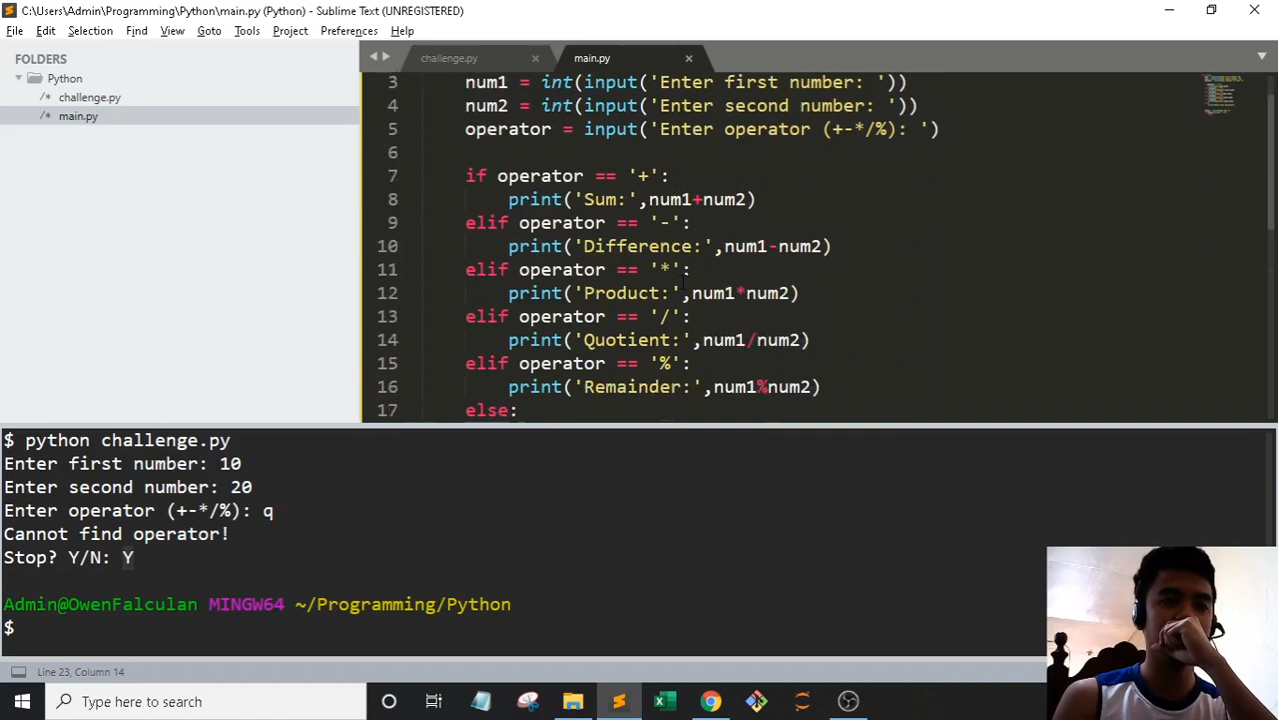 C:\Users\Admin\Programming\Python\main.py (Python) - Sublime Text (UNREGISTERED)
File Edit Selection Find View Goto Tools Project Preferences Help
FOLDERS
Python
/* challenge.py
/* main.py
challenge.py main.py
3 num1 = int(input('Enter first number: '))
4 num2 = int(input('Enter second number: '))
5 operator = input('Enter operator (+-*/%): ')
6
7 if operator == '+':
8 print('Sum:',num1+num2)
9 elif operator == '-':
10 print('Difference:',num1-num2)
11 elif operator == '*':
12 print('Product:',num1*num2)
13 elif operator == '/':
14 print('Quotient:',num1/num2)
15 elif operator == '%':
16 print('Remainder:',num1%num2)
17 else:
$ python challenge.py
Enter first number: 10
Enter second number: 20
Enter operator (+-*/%): q
Cannot find operator!
Stop? Y/N: Y
Admin@OwenFalculan MINGW64 ~/Programming/Python
$
Line 23, Column 14
Type here to search